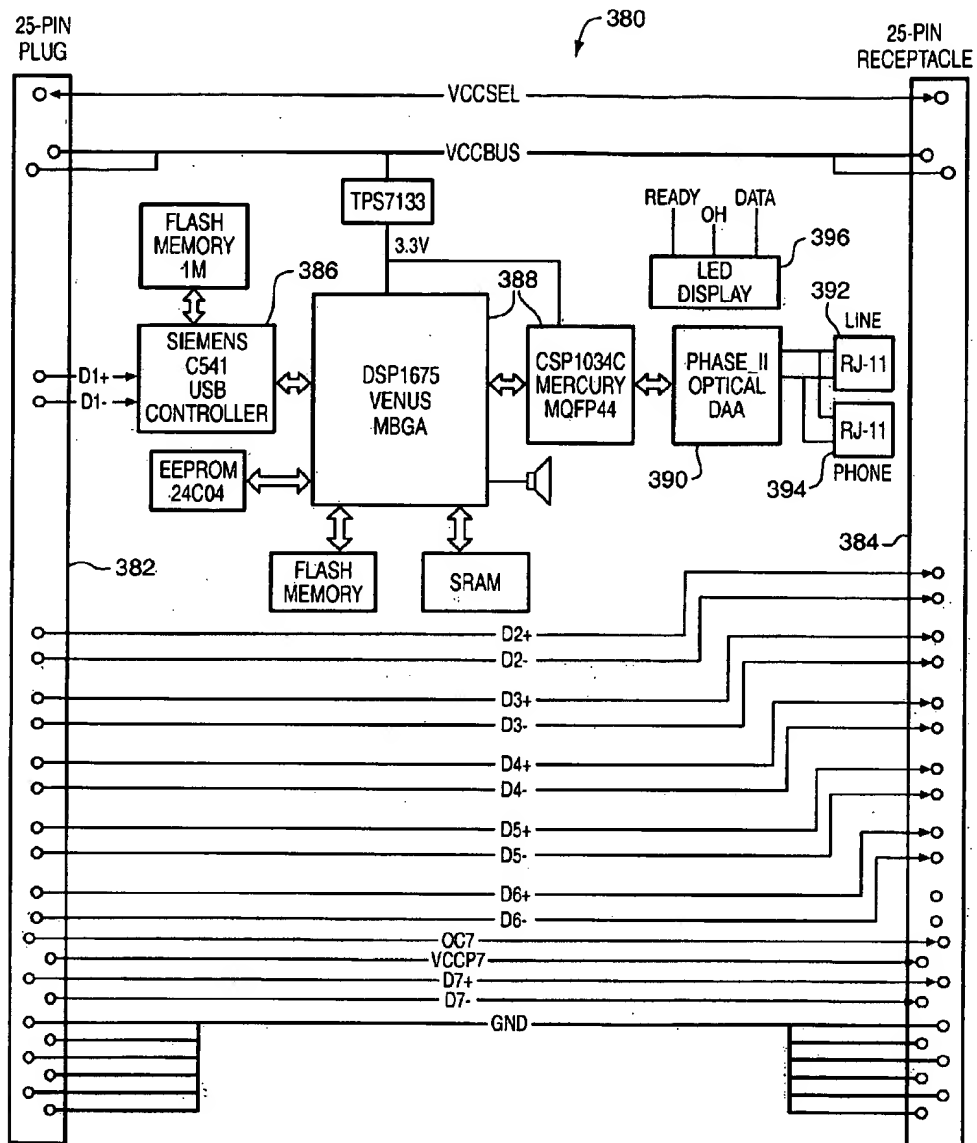 380
25-PIN
PLUG
25-PIN
RECEPTACLE
VCCSEL
VCCBUS
TPS7133
3.3V
READY
OH
DATA
396
LED
DISPLAY
FLASH
MEMORY
1M
386
388
392
LINE
SIEMENS
C541
USB
CONTROLLER
DSP1675
VENUS
MBGA
CSP1034C
MERCURY
MQFP44
PHASE_II
OPTICAL
DAA
RJ-11
RJ-11
D1+
D1-
390
394
PHONE
EEPROM
24C04
384
382
FLASH
MEMORY
SRAM
D2+
D2-
D3+
D3-
D4+
D4-
D5+
D5-
D6+
D6-
OC7
VCCP7
D7+
D7-
GND